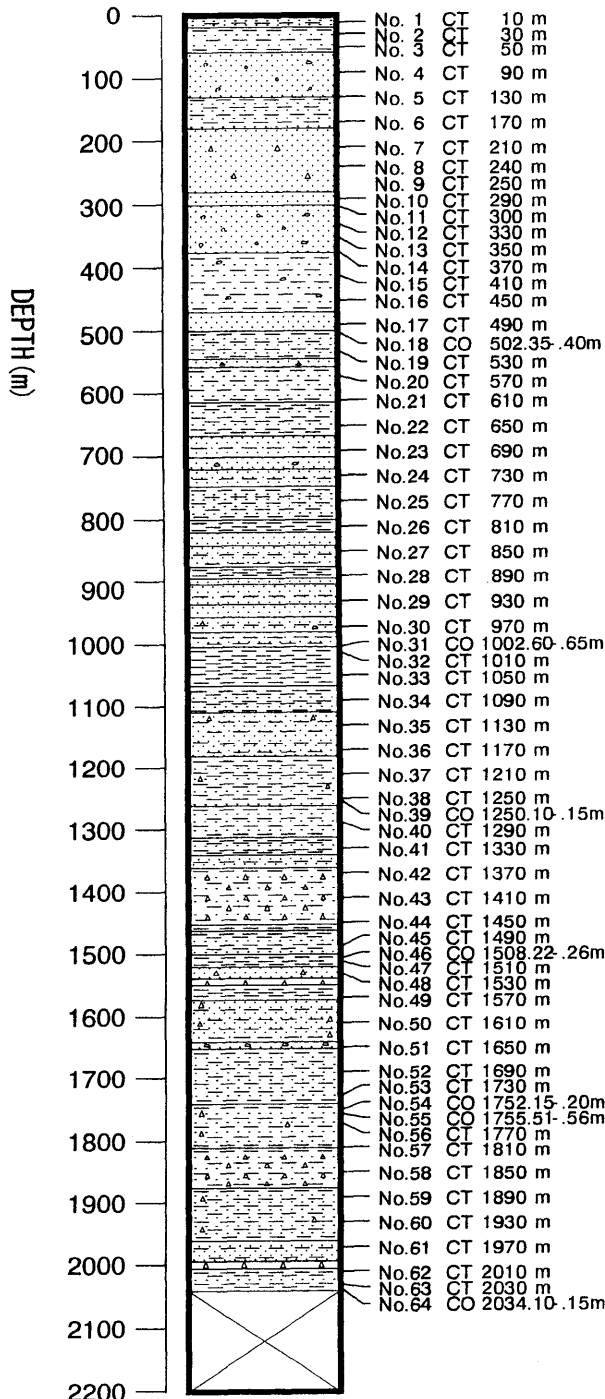 DEPTH (m)
0
100
200
300
400
500
600
700
800
900
1000
1100
1200
1300
1400
1500
1600
1700
1800
1900
2000
2100
2200
No. 1 CT 10 m
No. 2 CT 30 m
No. 3 CT 50 m
No. 4 CT 90 m
No. 5 CT 130 m
No. 6 CT 170 m
No. 7 CT 210 m
No. 8 CT 240 m
No. 9 CT 250 m
No.10 CT 290 m
No.11 CT 300 m
No.12 CT 330 m
No.13 CT 350 m
No.14 CT 370 m
No.15 CT 410 m
No.16 CT 450 m
No.17 CT 490 m
No.18 CO 502.35-.40m
No.19 CT 530 m
No.20 CT 570 m
No.21 CT 610 m
No.22 CT 650 m
No.23 CT 690 m
No.24 CT 730 m
No.25 CT 770 m
No.26 CT 810 m
No.27 CT 850 m
No.28 CT 890 m
No.29 CT 930 m
No.30 CT 970 m
No.31 CO 1002.60-.65m
No.32 CT 1010 m
No.33 CT 1050 m
No.34 CT 1090 m
No.35 CT 1130 m
No.36 CT 1170 m
No.37 CT 1210 m
No.38 CT 1250 m
No.39 CO 1250.10-.15m
No.40 CT 1290 m
No.41 CT 1330 m
No.42 CT 1370 m
No.43 CT 1410 m
No.44 CT 1450 m
No.45 CT 1490 m
No.46 CO 1508.22-.26m
No.47 CT 1510 m
No.48 CT 1530 m
No.49 CT 1570 m
No.50 CT 1610 m
No.51 CT 1650 m
No.52 CT 1690 m
No.53 CT 1730 m
No.54 CO 1752.15-.20m
No.55 CO 1755.51-.56m
No.56 CT 1770 m
No.57 CT 1810 m
No.58 CT 1850 m
No.59 CT 1890 m
No.60 CT 1930 m
No.61 CT 1970 m
No.62 CT 2010 m
No.63 CT 2030 m
No.64 CO 2034.10-.15m